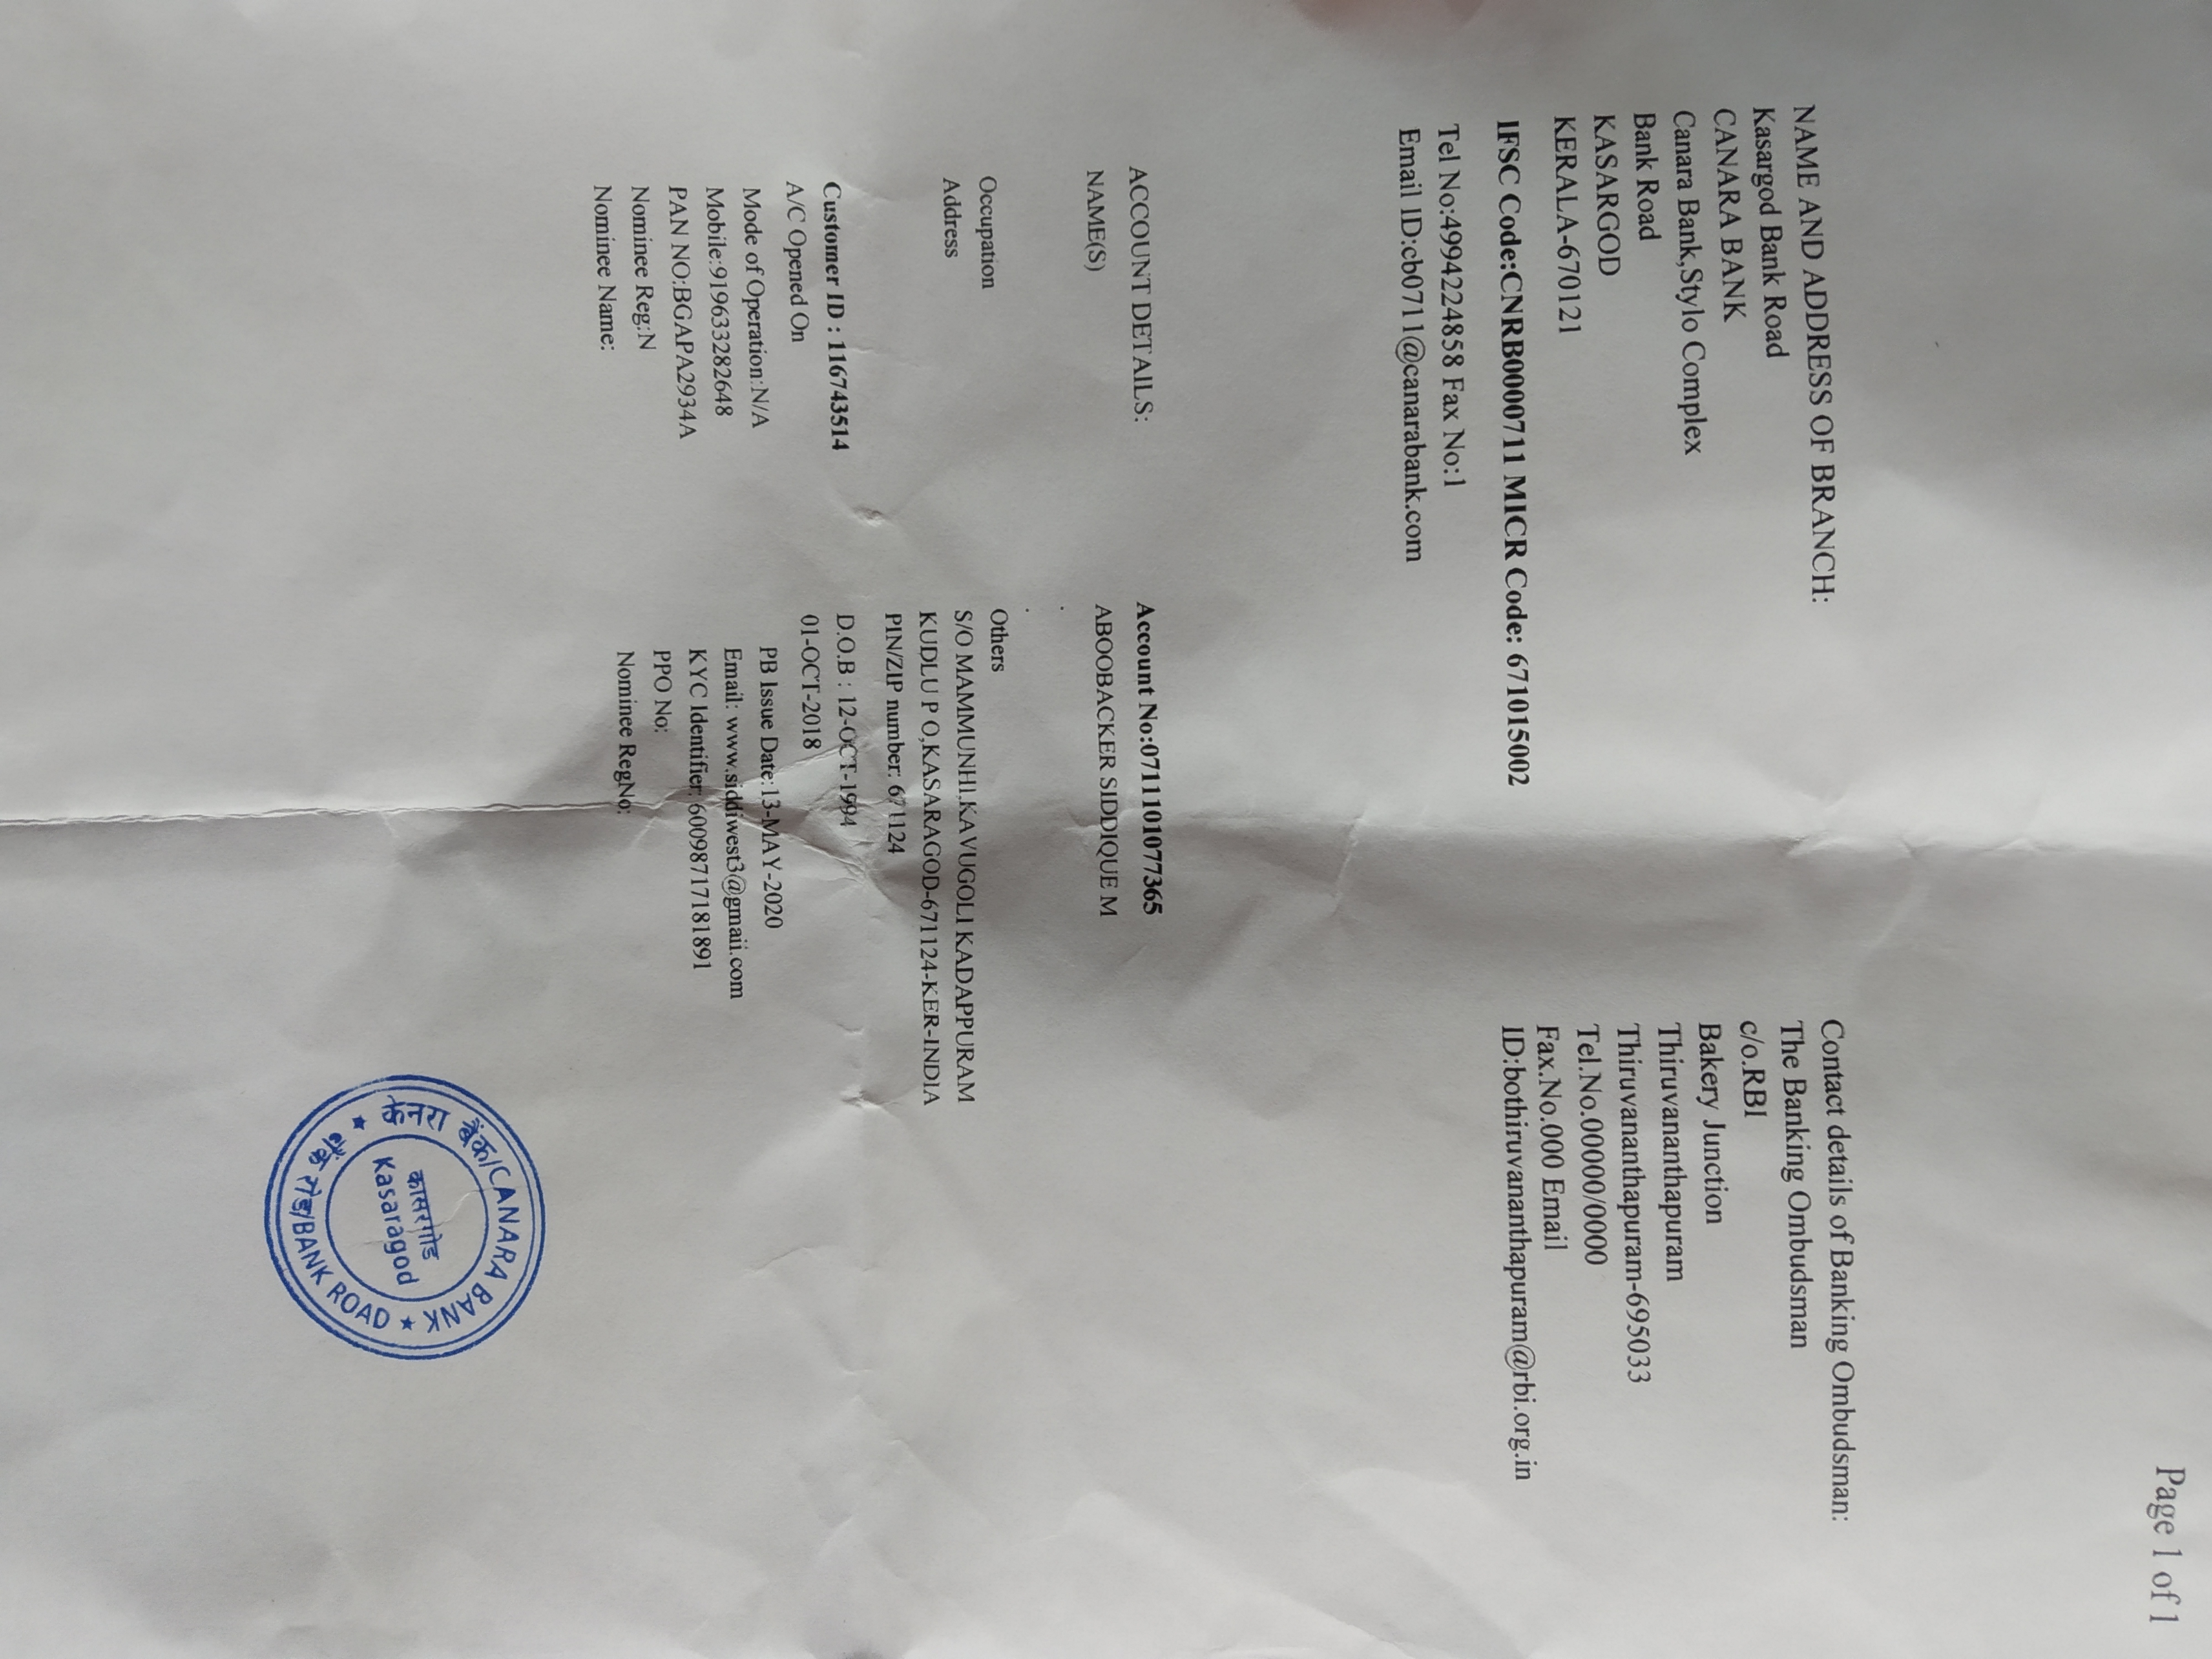 Page 1 of 1
NAME AND ADDRESS OF BRANCH:
Kasargod Bank Road
CANARA BANK
Canara Bank,Stylo Complex
Bank Road
KASARGOD
KERALA-670121
IFSC Code:CNRB0000711 MICR Code: 671015002
Tel No:4994224858 Fax No:1
Email ID:cb0711@canarabank.com
Contact details of Banking Ombudsman:
The Banking Ombudsman
c/o.RBI
Bakery Junction
Thiruvananthapuram
Thiruvananthapuram-695033
Tel.No.00000/0000
Fax.No.000 Email
ID:bothiruvananthapuram@rbi.org.in
ACCOUNT DETAILS: Account No:0711101077365
NAME(S) ABOOBACKER SIDDIQUE M
.
.
Occupation Others
Address S/O MAMMUNHI.KAVUGOLI KADAPPURAM
KUDLU P O,KASARAGOD-671124-KER-INDIA
PIN/ZIP number: 671124
Customer ID : 116743514 D.O.B : 12-OCT-1994
A/C Opened On 01-OCT-2018
Mode of Operation:N/A PB Issue Date:13-MAY-2020
Mobile:919633282648 Email: www.siddiwest3@gmaii.com
PAN NO:BGAPA2934A KYC Identifier: 60098717181891
Nominee Reg:N PPO No:
Nominee Name: Nominee RegNo:
केनरा बैंक/CANARA BANK
कासरगोड
Kasaragod
बैंक रोड/BANK ROAD